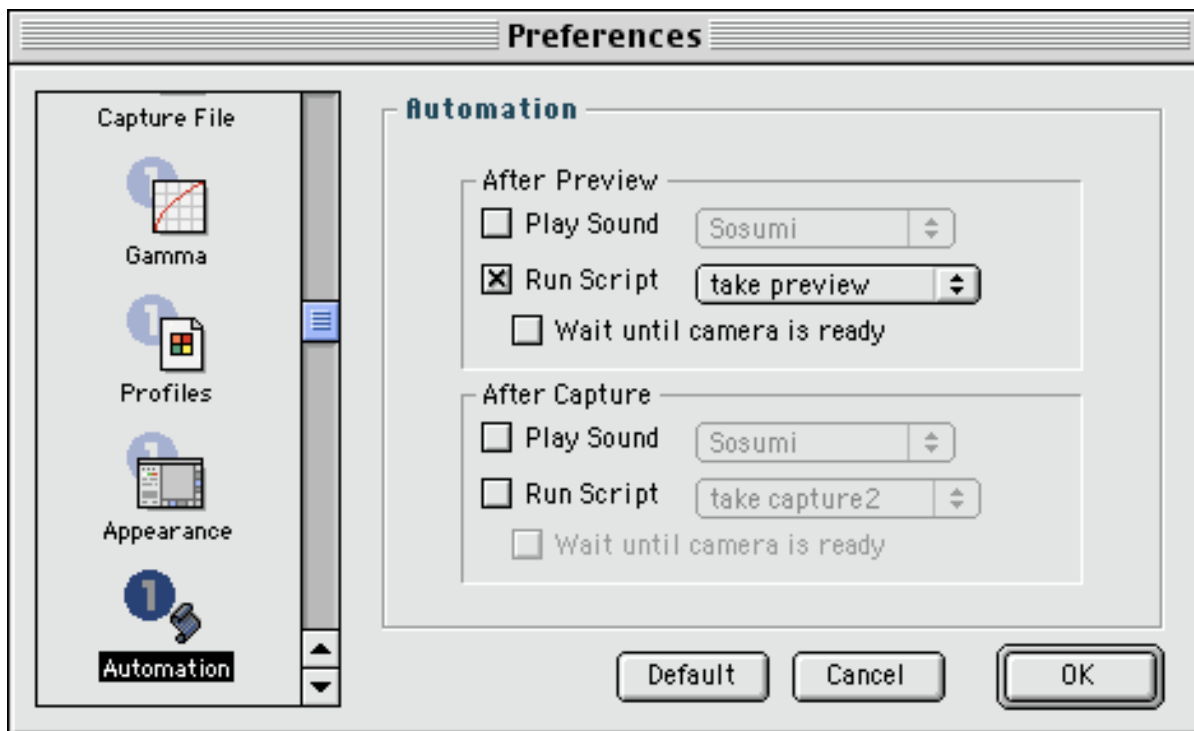 Preferences
Capture File
Gamma
Profiles
Appearance
1
Automation
Automation
After Preview
Play Sound Sosumi
Run Script take preview
Wait until camera is ready
After Capture
Play Sound Sosumi
Run Script take capture2
Wait until camera is ready
Default Cancel OK